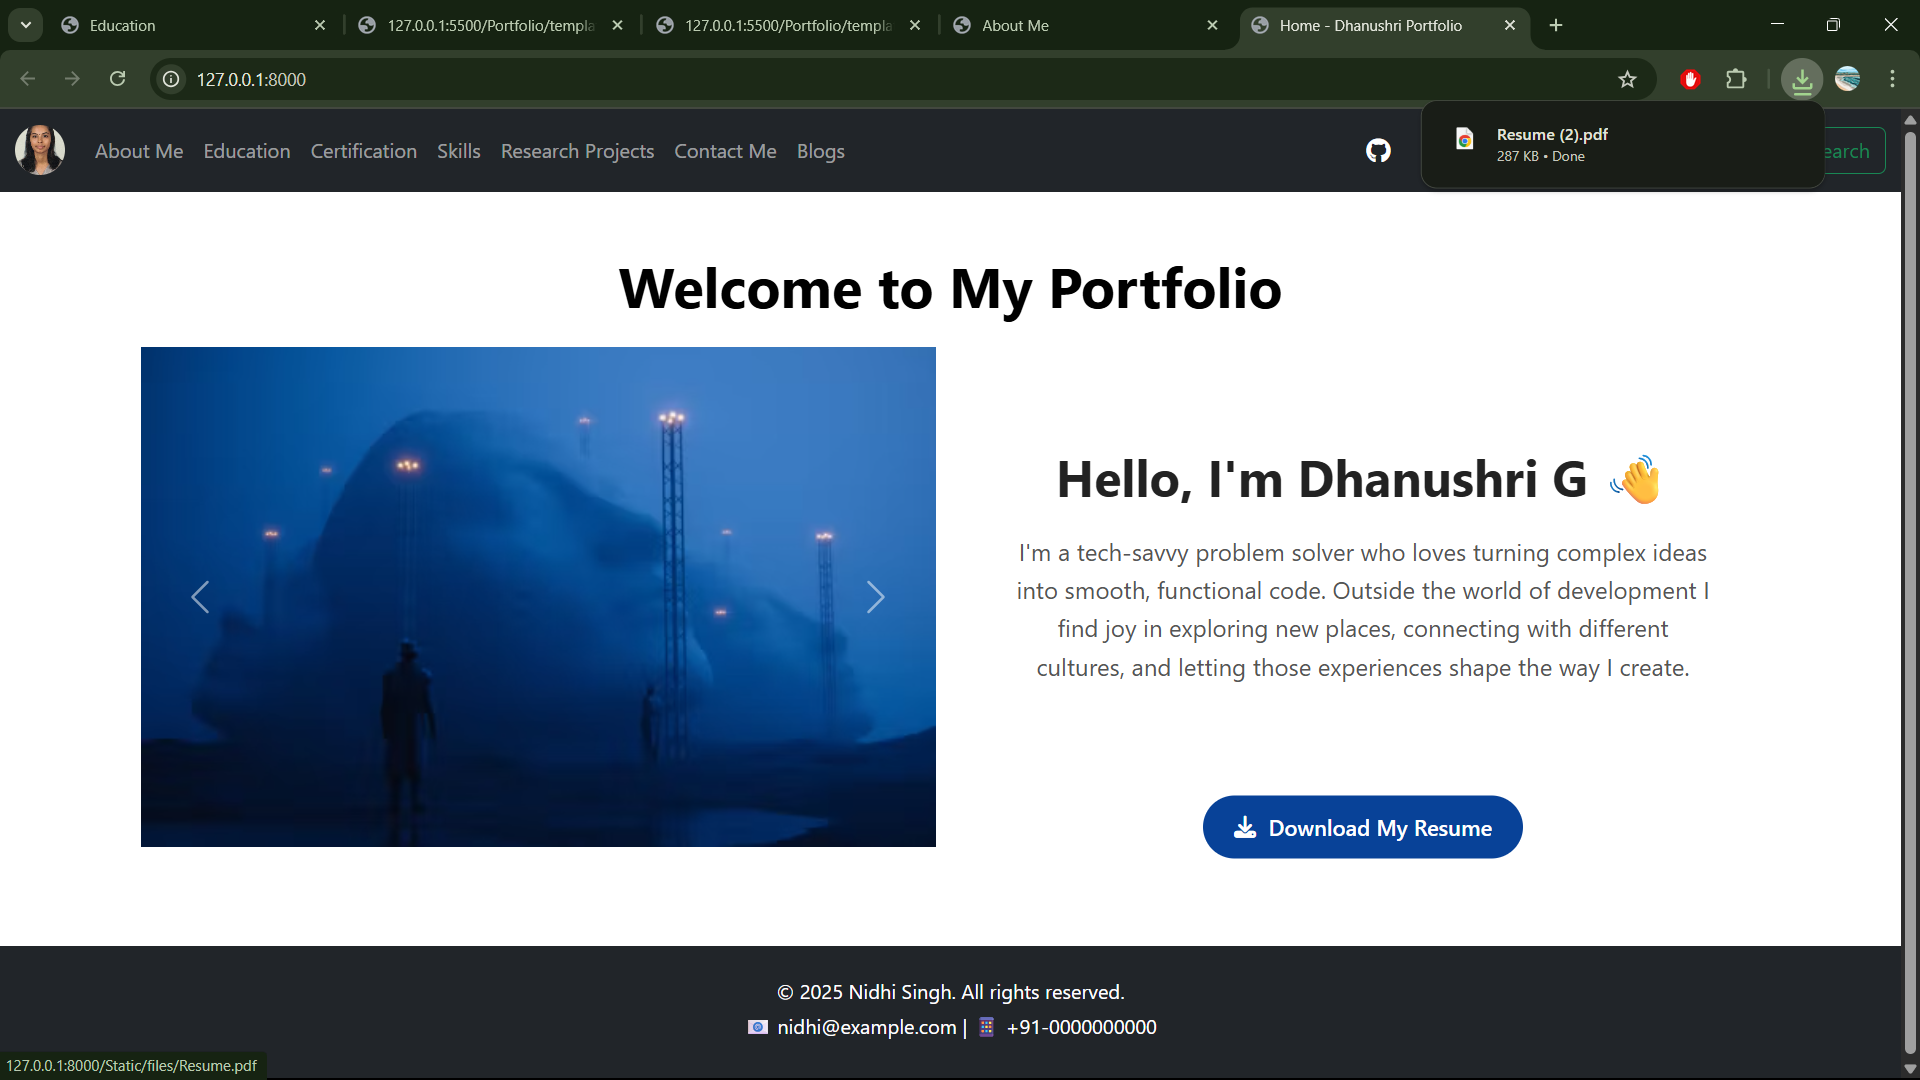 Education
127.0.0.1:5500/Portfolio/templa
127.0.0.1:5500/Portfolio/templa
About Me
Home - Dhanushri Portfolio
127.0.0.1:8000
Resume (2).pdf
287 KB • Done
About Me Education Certification Skills Research Projects Contact Me Blogs
earch
Welcome to My Portfolio
Hello, I'm Dhanushri G 👋
I'm a tech-savvy problem solver who loves turning complex ideas
into smooth, functional code. Outside the world of development I
find joy in exploring new places, connecting with different
cultures, and letting those experiences shape the way I create.
Download My Resume
© 2025 Nidhi Singh. All rights reserved.
📧 nidhi@example.com | 📱 +91-0000000000
127.0.0.1:8000/Static/files/Resume.pdf